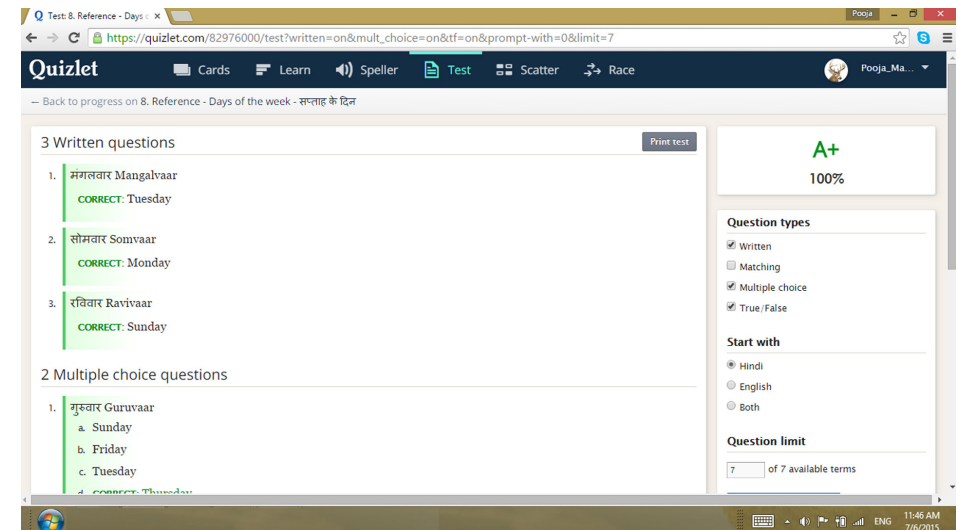 Q Test: 8. Reference - Days
Pooja
https://quizlet.com/82976000/test?written=on&mult_choice=on&tf=on&prompt-with=0&limit=7
Quizlet Cards Learn Speller Test Scatter Race Pooja_Ma...
← Back to progress on 8. Reference - Days of the week - सप्ताह के दिन
3 Written questions
Print test
1. मंगलवार Mangalvaar
CORRECT: Tuesday
2. सोमवार Somvaar
CORRECT: Monday
3. रविवार Ravivaar
CORRECT: Sunday
2 Multiple choice questions
1. गुरुवार Guruvaar
a. Sunday
b. Friday
c. Tuesday
d. CORRECT: Thursday
A+
100%
Question types
Written
Matching
Multiple choice
True/False
Start with
Hindi
English
Both
Question limit
7 of 7 available terms
ENG
11:46 AM
7/6/2015